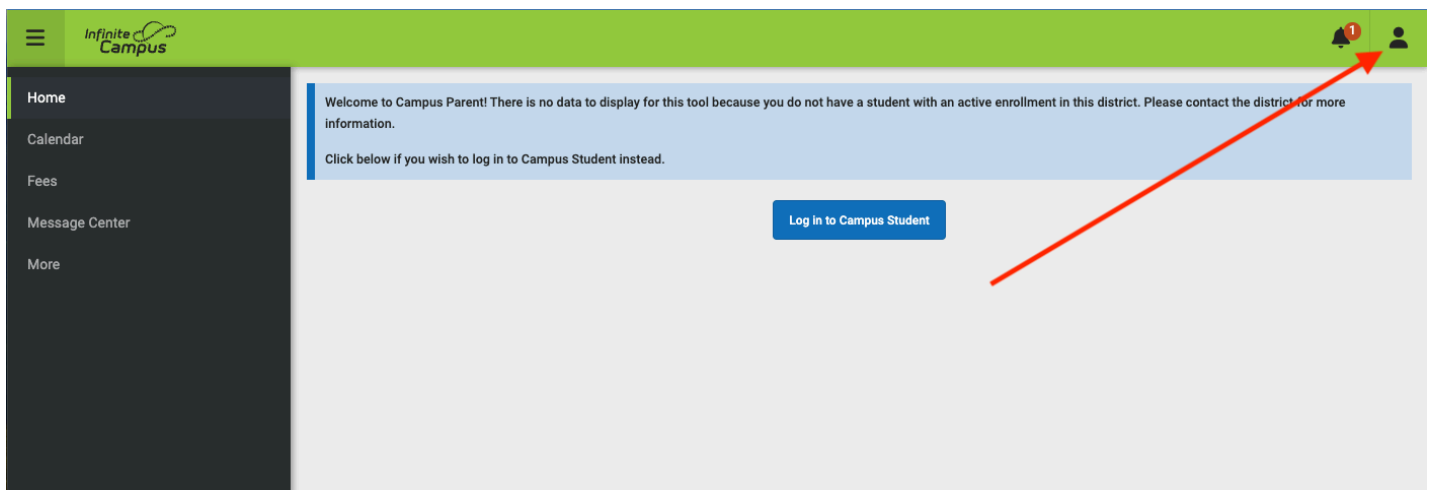 Infinite
Campus
1
Home
Calendar
Fees
Message Center
More
Welcome to Campus Parent! There is no data to display for this tool because you do not have a student with an active enrollment in this district. Please contact the district for more
information.
Click below if you wish to log in to Campus Student instead.
Log in to Campus Student